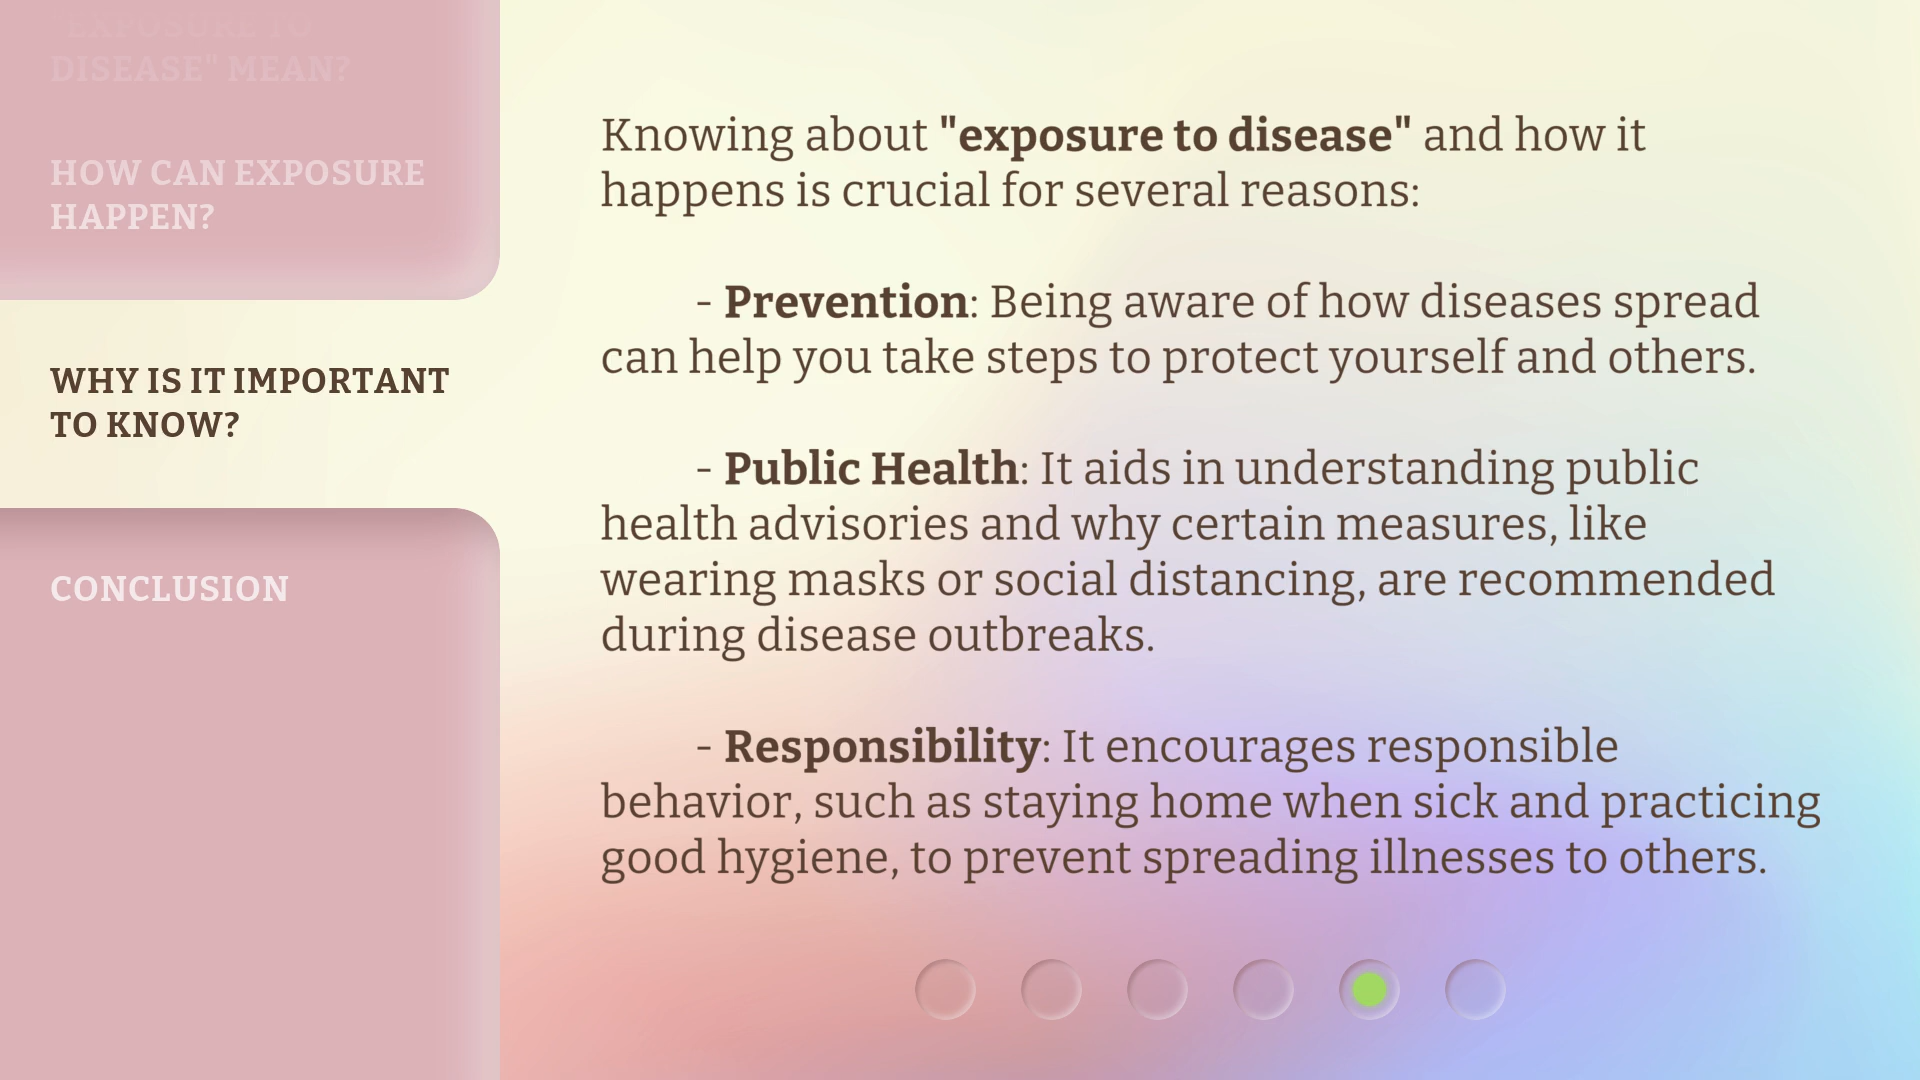 "EXPOSURE TO
DISEASE" MEAN?
HOW CAN EXPOSURE
HAPPEN?
WHY IS IT IMPORTANT
TO KNOW?
CONCLUSION
Knowing about "exposure to disease" and how it
happens is crucial for several reasons:
- Prevention: Being aware of how diseases spread
can help you take steps to protect yourself and others.
- Public Health: It aids in understanding public
health advisories and why certain measures, like
wearing masks or social distancing, are recommended
during disease outbreaks.
- Responsibility: It encourages responsible
behavior, such as staying home when sick and practicing
good hygiene, to prevent spreading illnesses to others.